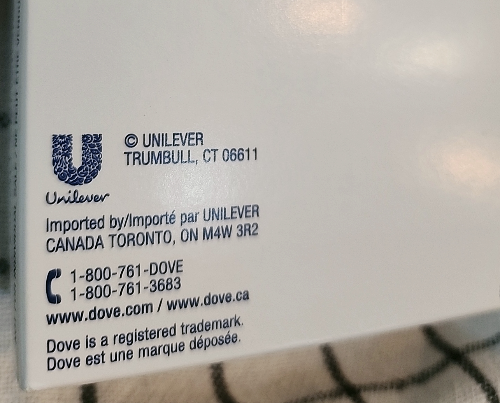 © UNILEVER
TRUMBULL, CT 06611
Unilever
Imported by/Importé par UNILEVER
CANADA TORONTO, ON M4W 3R2
1-800-761-DOVE
1-800-761-3683
www.dove.com / www.dove.ca
Dove is a registered trademark.
Dove est une marque déposée.